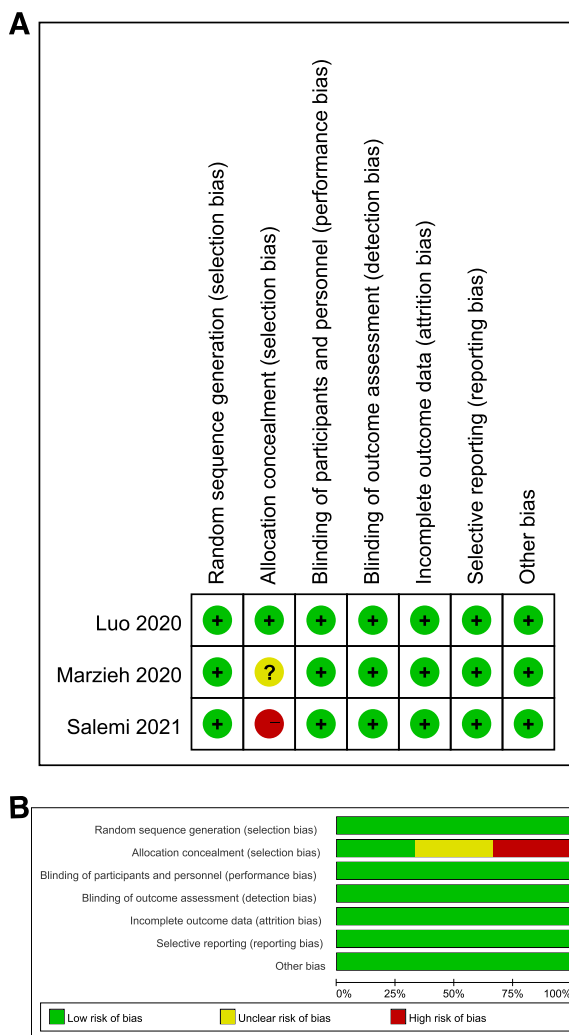 A
Random sequence generation (selection bias)
Allocation concealment (selection bias)
Blinding of participants and personnel (performance bias)
Blinding of outcome assessment (detection bias)
Incomplete outcome data (attrition bias)
Selective reporting (reporting bias)
Other bias
Luo 2020 + + + + + + +
Marzieh 2020 + ? + + + + +
Salemi 2021 + − + + + + +
B
Random sequence generation (selection bias)
Allocation concealment (selection bias)
Blinding of participants and personnel (performance bias)
Blinding of outcome assessment (detection bias)
Incomplete outcome data (attrition bias)
Selective reporting (reporting bias)
Other bias
0% 25% 50% 75% 100%
Low risk of bias Unclear risk of bias High risk of bias